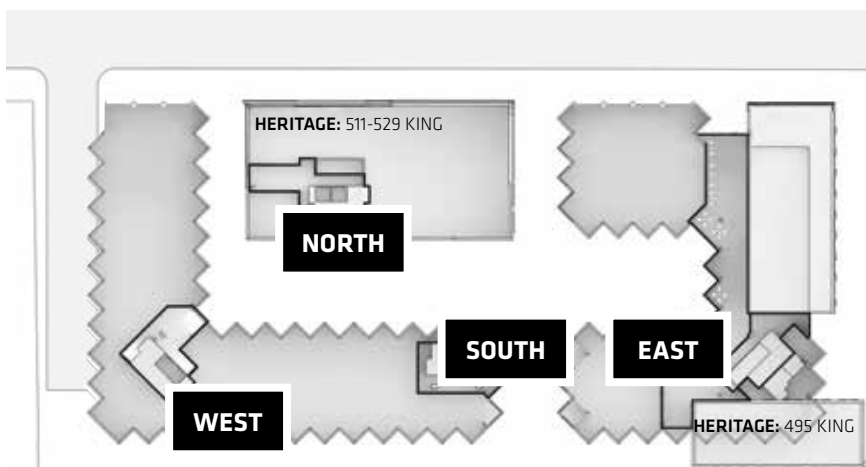 HERITAGE: 511-529 KING
NORTH
SOUTH
EAST
WEST
HERITAGE: 495 KING